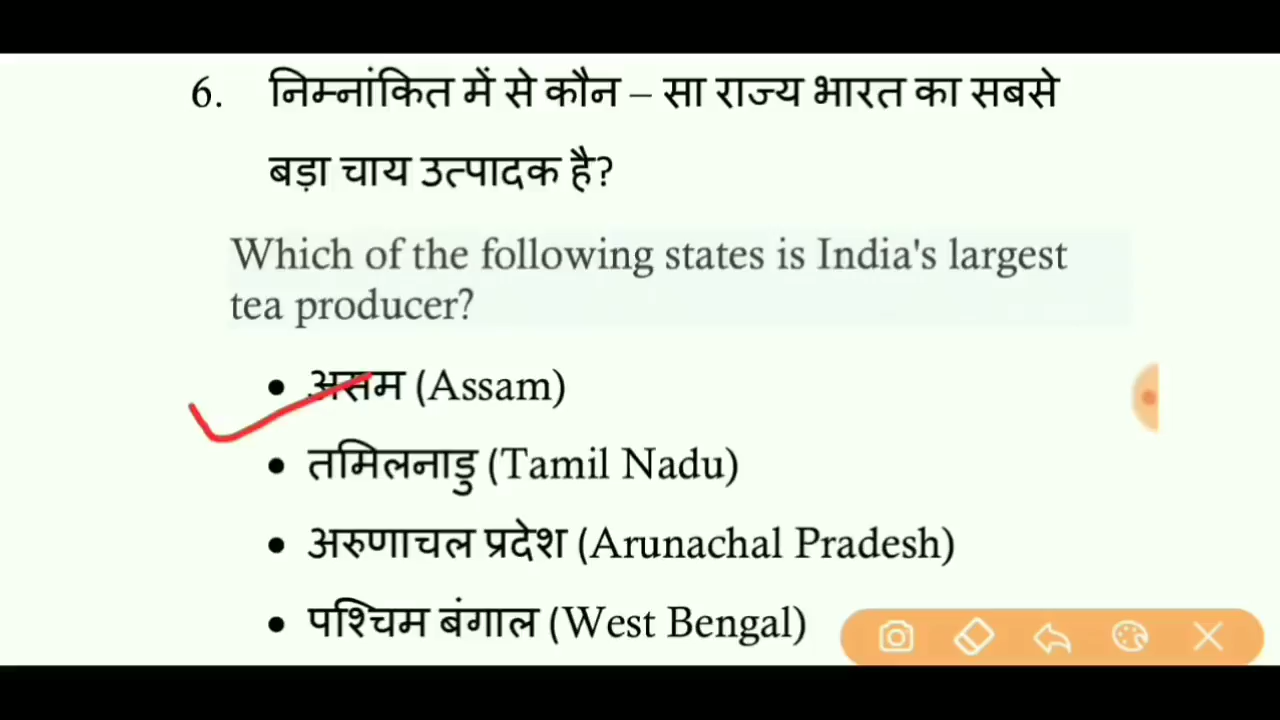 6. निम्नांकित में से कौन – सा राज्य भारत का सबसे
बड़ा चाय उत्पादक है?
Which of the following states is India's largest
tea producer?
• असम (Assam)
• तमिलनाडु (Tamil Nadu)
• अरुणाचल प्रदेश (Arunachal Pradesh)
• पश्चिम बंगाल (West Bengal)